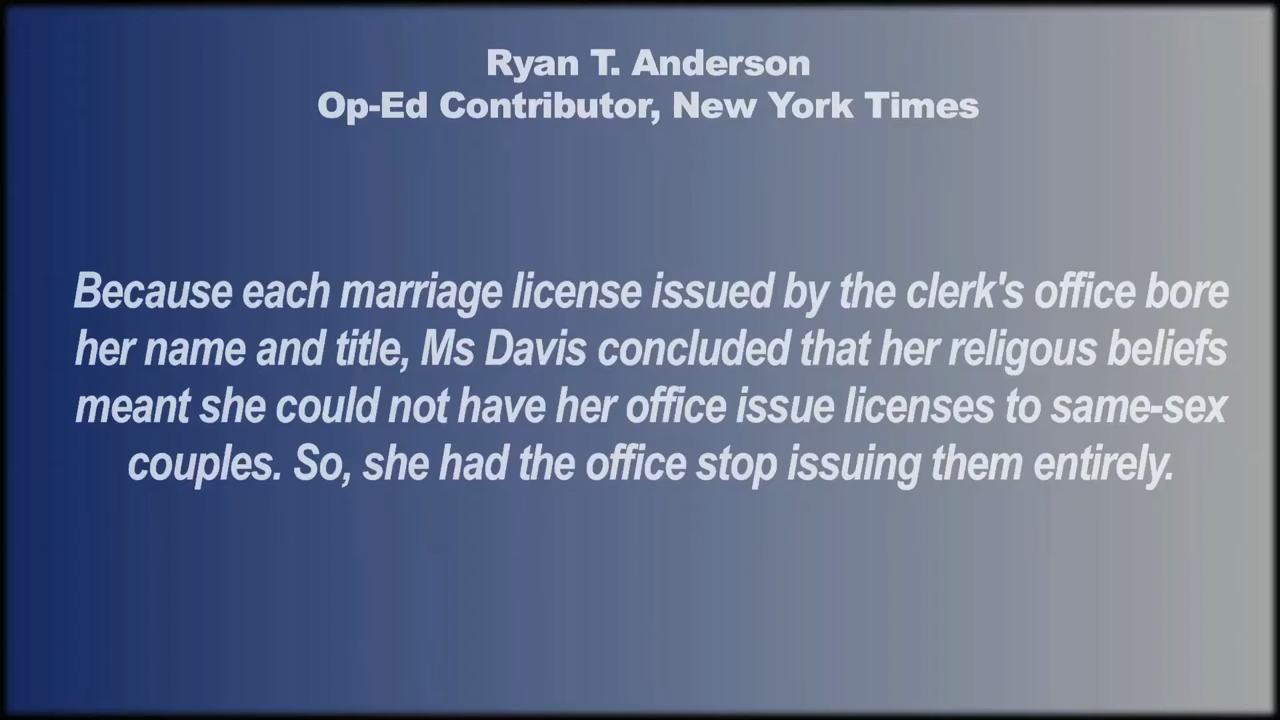 Ryan T. Anderson
Op-Ed Contributor, New York Times
Because each marriage license issued by the clerk's office bore
her name and title, Ms Davis concluded that her religous beliefs
meant she could not have her office issue licenses to same-sex
couples. So, she had the office stop issuing them entirely.